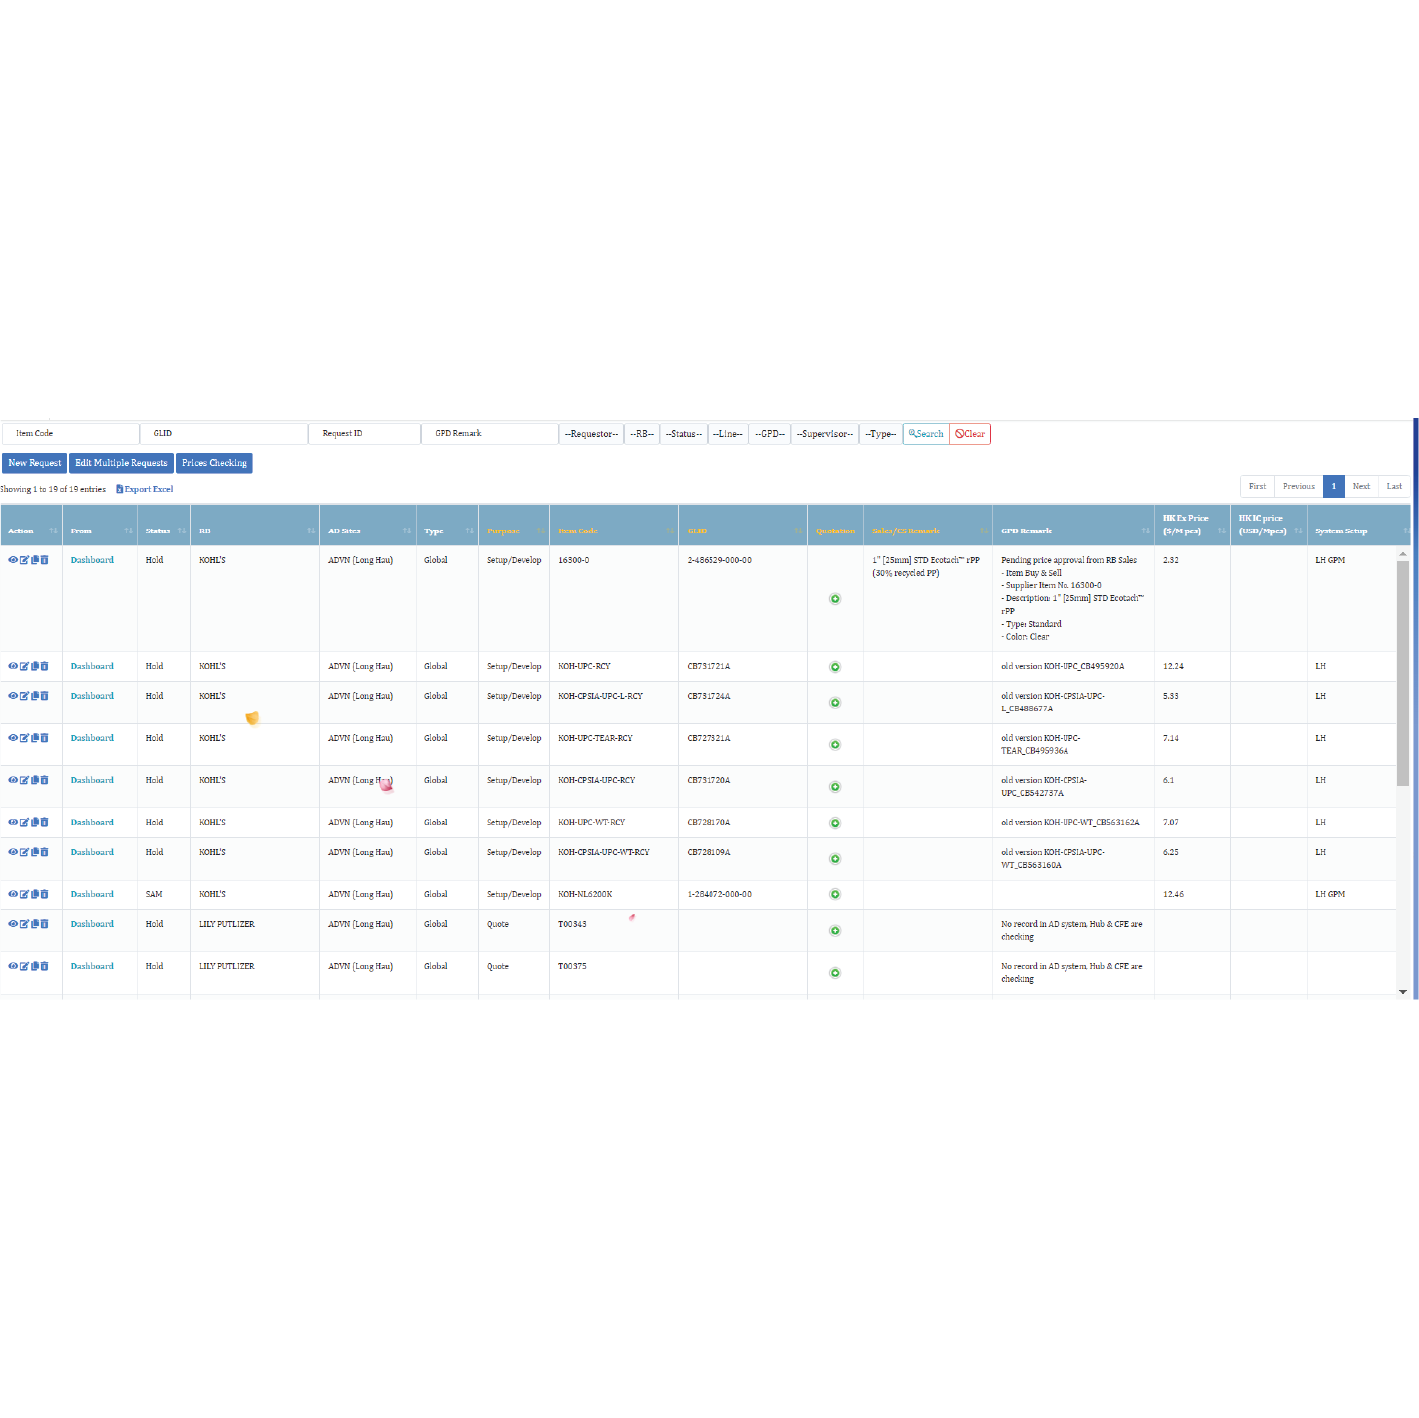 Item Code GLID Request ID GPD Remark --Requestor-- --RB-- --Status-- --Line-- --GPD-- --Supervisor-- --Type-- Search Clear
New Request Edit Multiple Requests Prices Checking
Showing 1 to 19 of 19 entries Export Excel First Previous 1 Next Last
Action From Status RD AD Sites Type Purpose Item Code GLID Quotation Sales/CS Remark GPD Remark HK Ex Price ($/M pcs) HK IC price (USD/Mpcs) System Setup
Dashboard Hold KOHL'S ADVN (Long Hau) Global Setup/Develop 16300-0 2-486529-000-00 1" [25mm] STD Ecotach™ rPP Pending price approval from RB Sales 2.32 LH GPM
(30% recycled PP) - Item Buy & Sell
- Supplier Item No. 16300-0
- Description: 1" [25mm] STD Ecotach™
rPP
- Type: Standard
- Color: Clear
Dashboard Hold KOHL'S ADVN (Long Hau) Global Setup/Develop KOH-UPC-RCY CB731721A old version KOH-UPC_CB495920A 12.24 LH
Dashboard Hold KOHL'S ADVN (Long Hau) Global Setup/Develop KOH-CPSIA-UPC-L-RCY CB731724A old version KOH-CPSIA-UPC- 5.33 LH
L_CB488677A
Dashboard Hold KOHL'S ADVN (Long Hau) Global Setup/Develop KOH-UPC-TEAR-RCY CB727321A old version KOH-UPC- 7.14 LH
TEAR_CB495936A
Dashboard Hold KOHL'S ADVN (Long Hau) Global Setup/Develop KOH-CPSIA-UPC-RCY CB731720A old version KOH-CPSIA- 6.1 LH
UPC_CB542737A
Dashboard Hold KOHL'S ADVN (Long Hau) Global Setup/Develop KOH-UPC-WT-RCY CB728170A old version KOH-UPC-WT_CB563162A 7.07 LH
Dashboard Hold KOHL'S ADVN (Long Hau) Global Setup/Develop KOH-CPSIA-UPC-WT-RCY CB728109A old version KOH-CPSIA-UPC- 6.25 LH
WT_CB563160A
Dashboard SAM KOHL'S ADVN (Long Hau) Global Setup/Develop KOH-NL6200K 1-284072-000-00 12.46 LH GPM
Dashboard Hold LILY PUTLIZER ADVN (Long Hau) Global Quote T00343 No record in AD system, Hub & CFE are
checking
Dashboard Hold LILY PUTLIZER ADVN (Long Hau) Global Quote T00375 No record in AD system, Hub & CFE are
checking